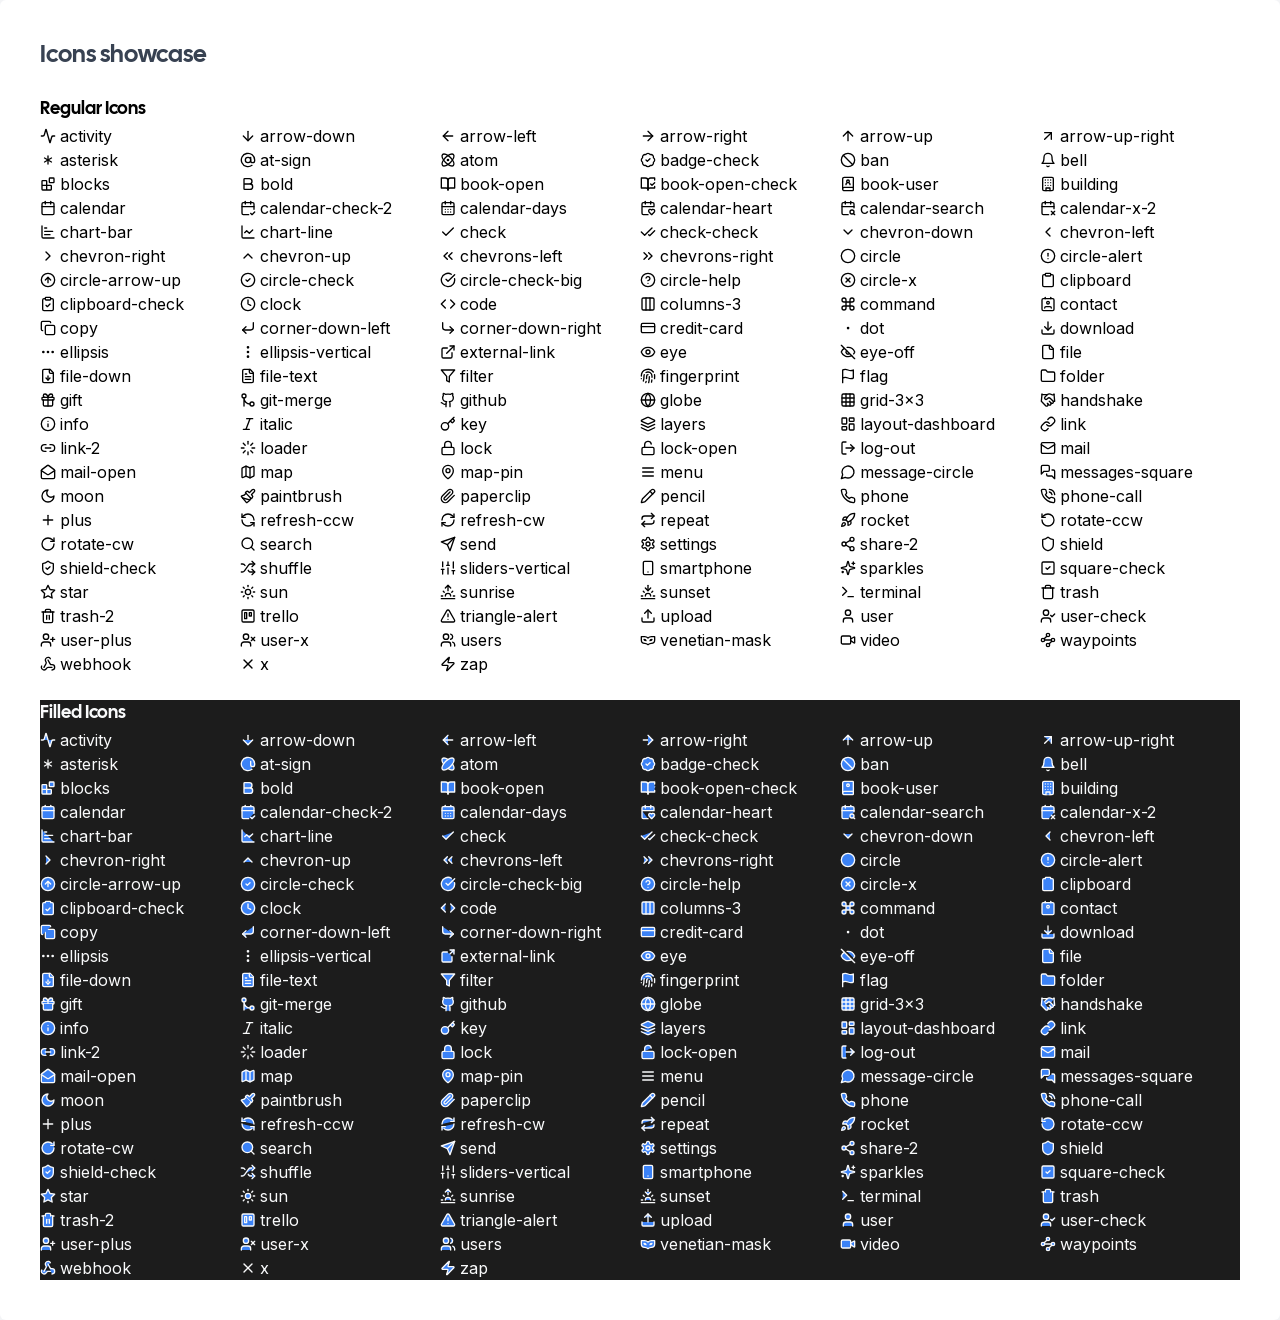 Icons showcase
Regular Icons
activity arrow-down arrow-left arrow-right arrow-up arrow-up-right
asterisk at-sign atom badge-check ban bell
blocks bold book-open book-open-check book-user building
calendar calendar-check-2 calendar-days calendar-heart calendar-search calendar-x-2
chart-bar chart-line check check-check chevron-down chevron-left
chevron-right chevron-up chevrons-left chevrons-right circle circle-alert
circle-arrow-up circle-check circle-check-big circle-help circle-x clipboard
clipboard-check clock code columns-3 command contact
copy corner-down-left corner-down-right credit-card dot download
ellipsis ellipsis-vertical external-link eye eye-off file
file-down file-text filter fingerprint flag folder
gift git-merge github globe grid-3×3 handshake
info italic key layers layout-dashboard link
link-2 loader lock lock-open log-out mail
mail-open map map-pin menu message-circle messages-square
moon paintbrush paperclip pencil phone phone-call
plus refresh-ccw refresh-cw repeat rocket rotate-ccw
rotate-cw search send settings share-2 shield
shield-check shuffle sliders-vertical smartphone sparkles square-check
star sun sunrise sunset terminal trash
trash-2 trello triangle-alert upload user user-check
user-plus user-x users venetian-mask video waypoints
webhook x zap
Filled Icons
activity arrow-down arrow-left arrow-right arrow-up arrow-up-right
asterisk at-sign atom badge-check ban bell
blocks bold book-open book-open-check book-user building
calendar calendar-check-2 calendar-days calendar-heart calendar-search calendar-x-2
chart-bar chart-line check check-check chevron-down chevron-left
chevron-right chevron-up chevrons-left chevrons-right circle circle-alert
circle-arrow-up circle-check circle-check-big circle-help circle-x clipboard
clipboard-check clock code columns-3 command contact
copy corner-down-left corner-down-right credit-card dot download
ellipsis ellipsis-vertical external-link eye eye-off file
file-down file-text filter fingerprint flag folder
gift git-merge github globe grid-3×3 handshake
info italic key layers layout-dashboard link
link-2 loader lock lock-open log-out mail
mail-open map map-pin menu message-circle messages-square
moon paintbrush paperclip pencil phone phone-call
plus refresh-ccw refresh-cw repeat rocket rotate-ccw
rotate-cw search send settings share-2 shield
shield-check shuffle sliders-vertical smartphone sparkles square-check
star sun sunrise sunset terminal trash
trash-2 trello triangle-alert upload user user-check
user-plus user-x users venetian-mask video waypoints
webhook x zap